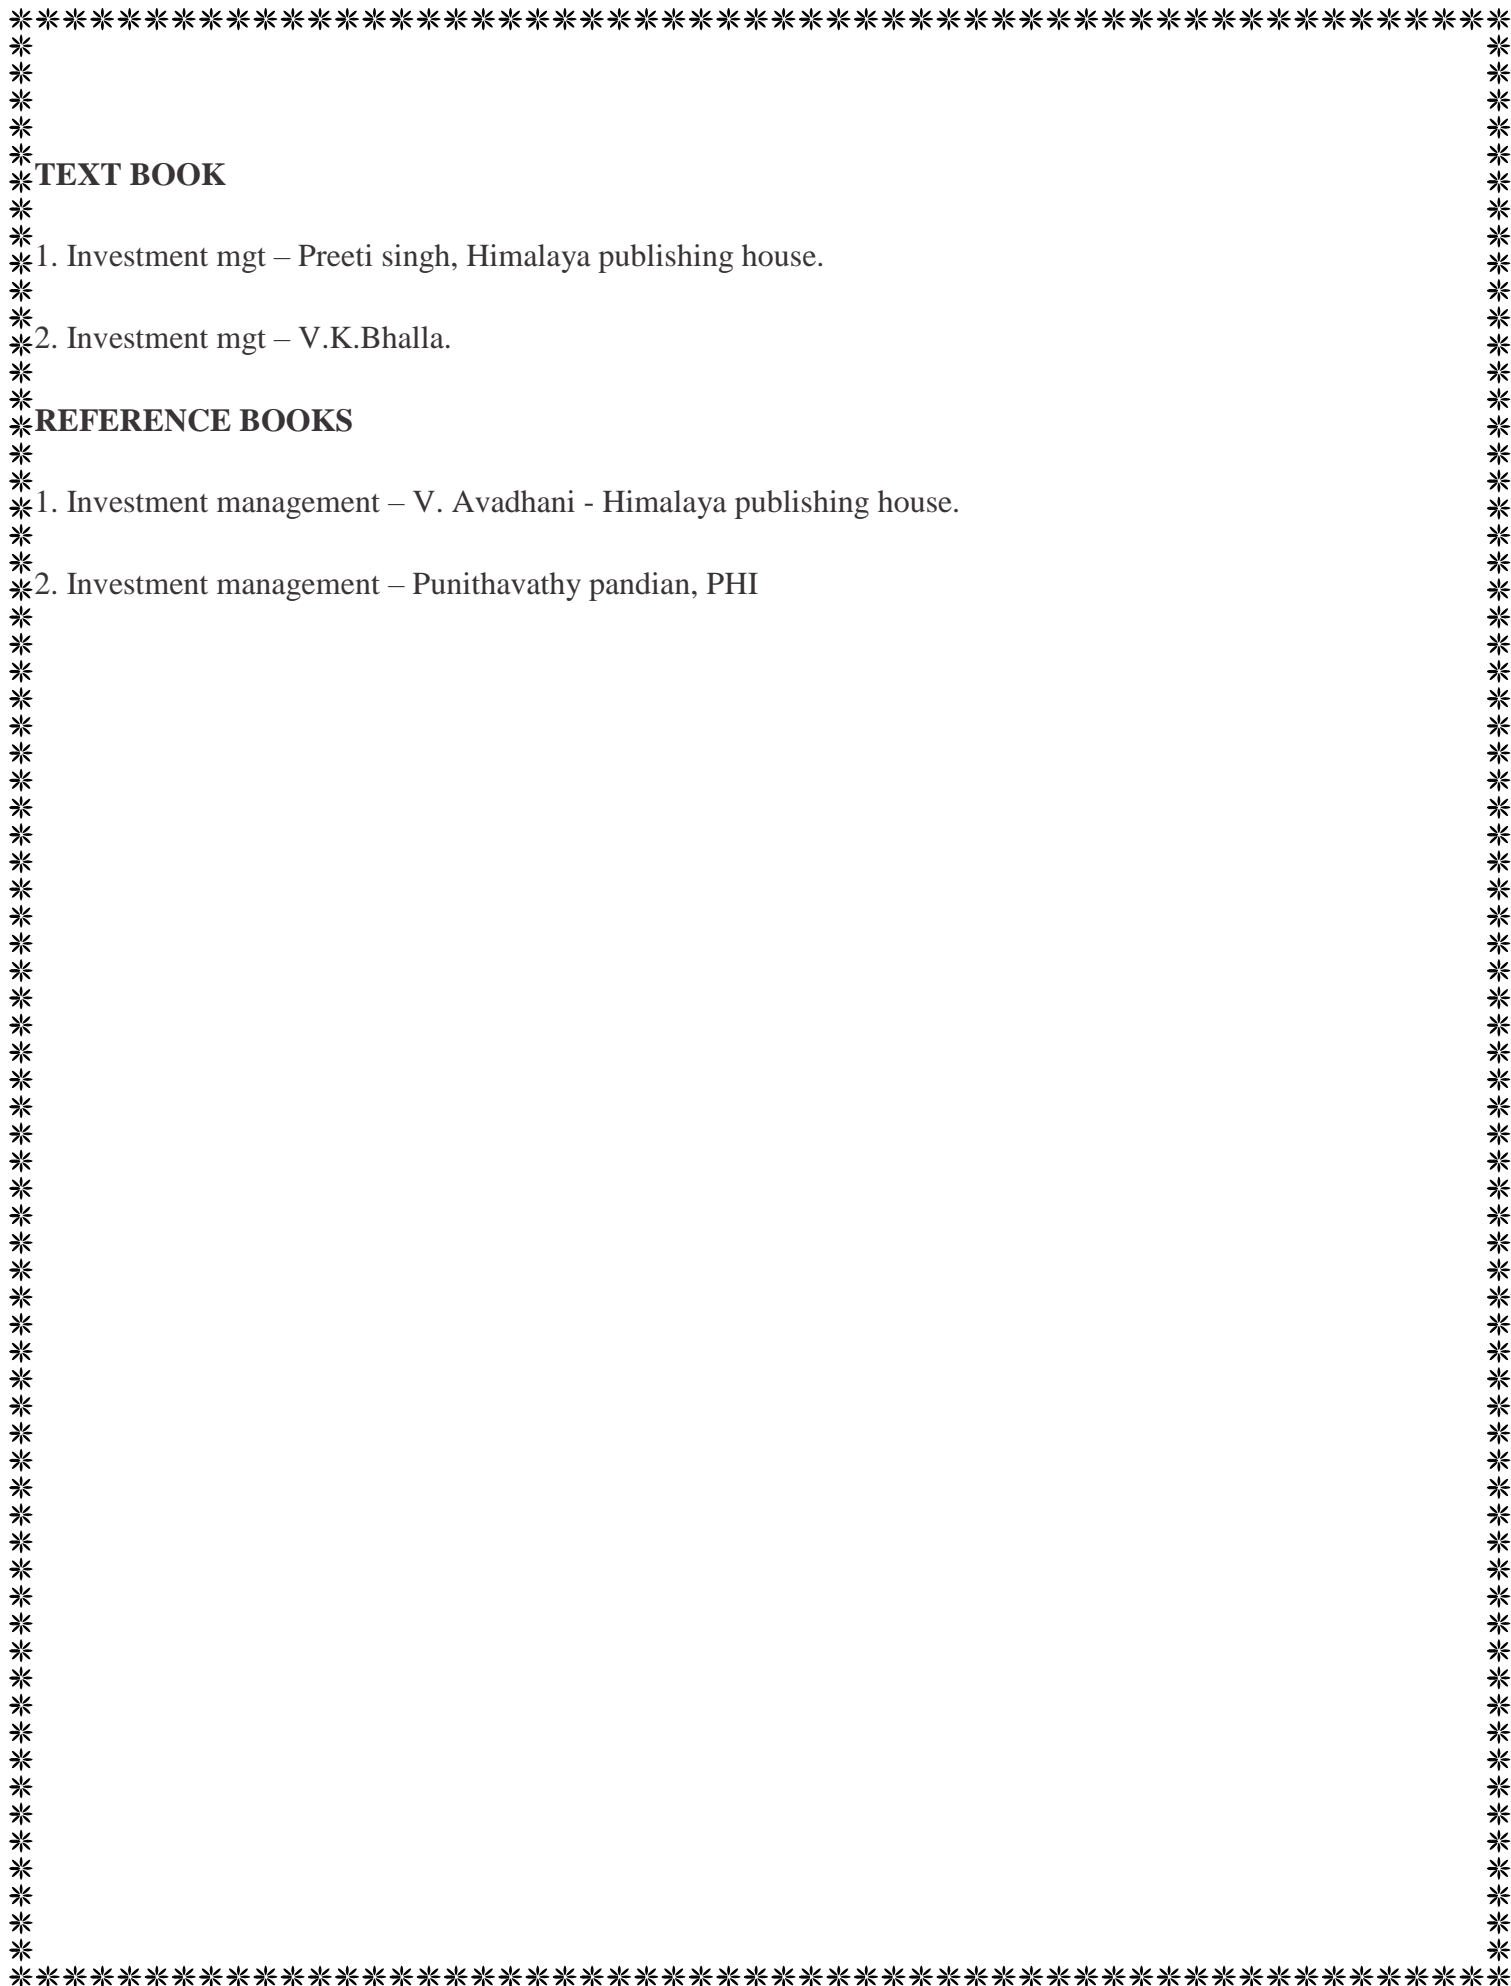 TEXT BOOK
1. Investment mgt – Preeti singh, Himalaya publishing house.
2. Investment mgt – V.K.Bhalla.
REFERENCE BOOKS
1. Investment management – V. Avadhani - Himalaya publishing house.
2. Investment management – Punithavathy pandian, PHI